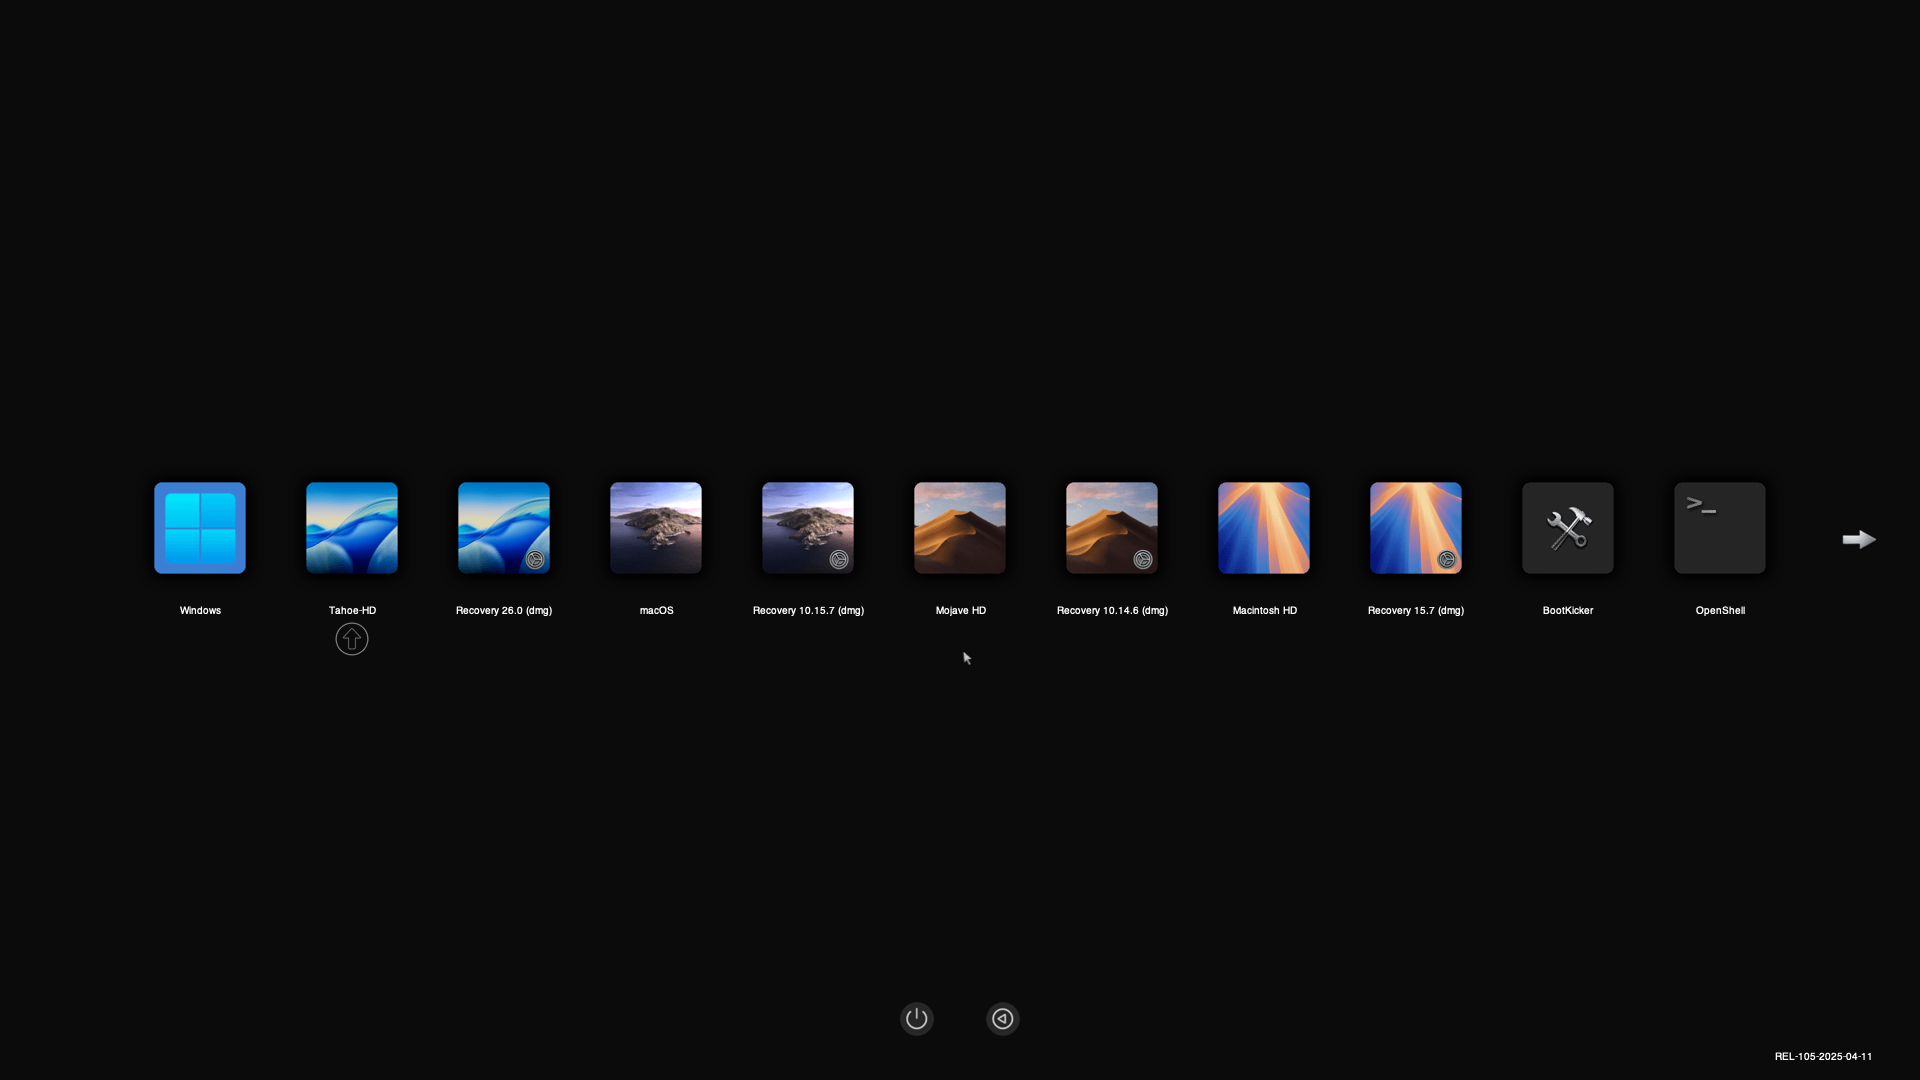 >_
Windows
Tahoe-HD
Recovery 26.0 (dmg)
macOS
Recovery 10.15.7 (dmg)
Mojave HD
Recovery 10.14.6 (dmg)
Macintosh HD
Recovery 15.7 (dmg)
BootKicker
OpenShell
REL-105-2025-04-11